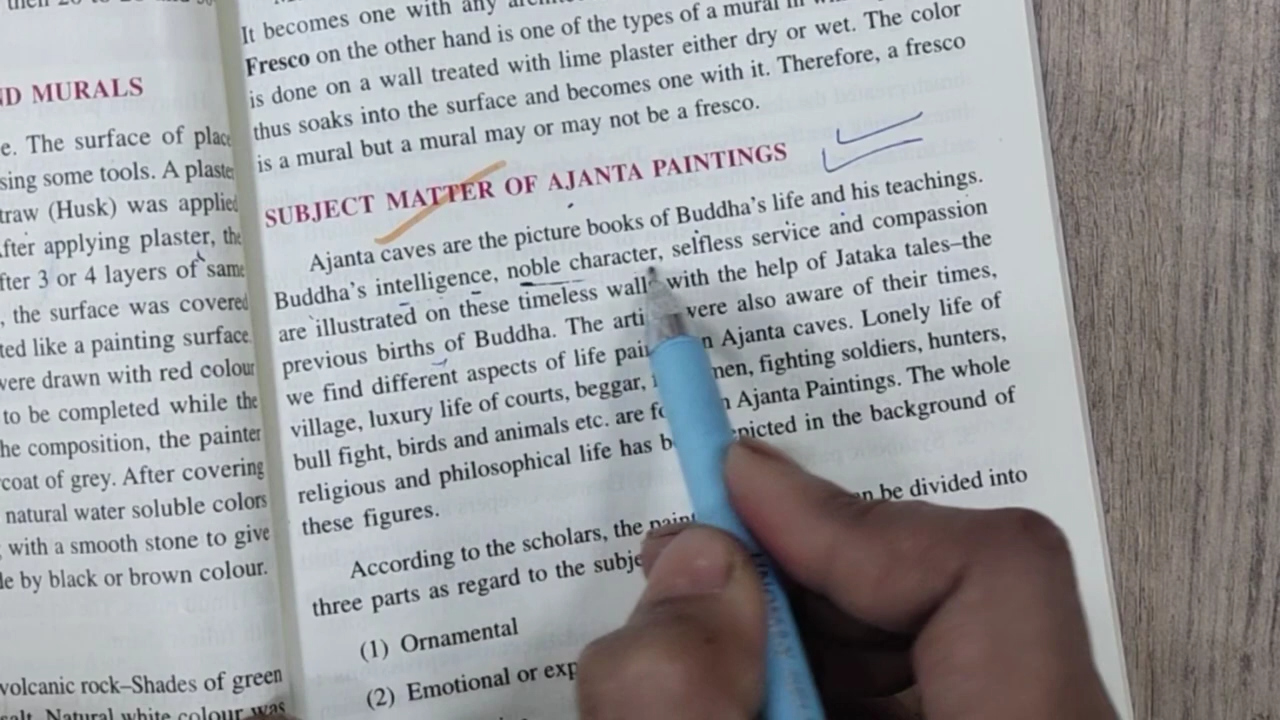 ND MURALS
e. The surface of
sing some tools. A
traw (Husk) was applied
fter applying plaster, the
fter 3 or 4 layers of same
, the surface was covered
ted like a painting surface.
were drawn with red colour
to be completed while the
he composition, the painter
coat of grey. After covering
natural water soluble colors
with a smooth stone to give
le by black or brown colour.
volcanic rock–Shades of green
Natural white colour was
It becomes one with any
Fresco on the other hand is one of the types of a mural in
is done on a wall treated with lime plaster either dry or wet. The color
thus soaks into the surface and becomes one with it. Therefore, a fresco
is a mural but a mural may or may not be a fresco.
SUBJECT MATTER OF AJANTA PAINTINGS
Ajanta caves are the picture books of Buddha's life and his teachings.
Buddha's intelligence, noble character, selfless service and compassion
are illustrated on these timeless wall with the help of Jataka tales–the
previous births of Buddha. The arti were also aware of their times,
we find different aspects of life pai n Ajanta caves. Lonely life of
village, luxury life of courts, beggar, men, fighting soldiers, hunters,
bull fight, birds and animals etc. are fo Ajanta Paintings. The whole
religious and philosophical life has b picted in the background of
these figures.
According to the scholars, the paint n be divided into
three parts as regard to the subje
(1) Ornamental
(2) Emotional or exp